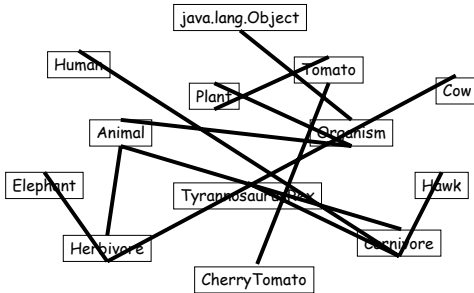 java.lang.Object
Human
Tomato
Plant
Cow
Animal
Organism
Elephant
Tyrannosaurus Rex
Hawk
Herbivore
Carnivore
CherryTomato